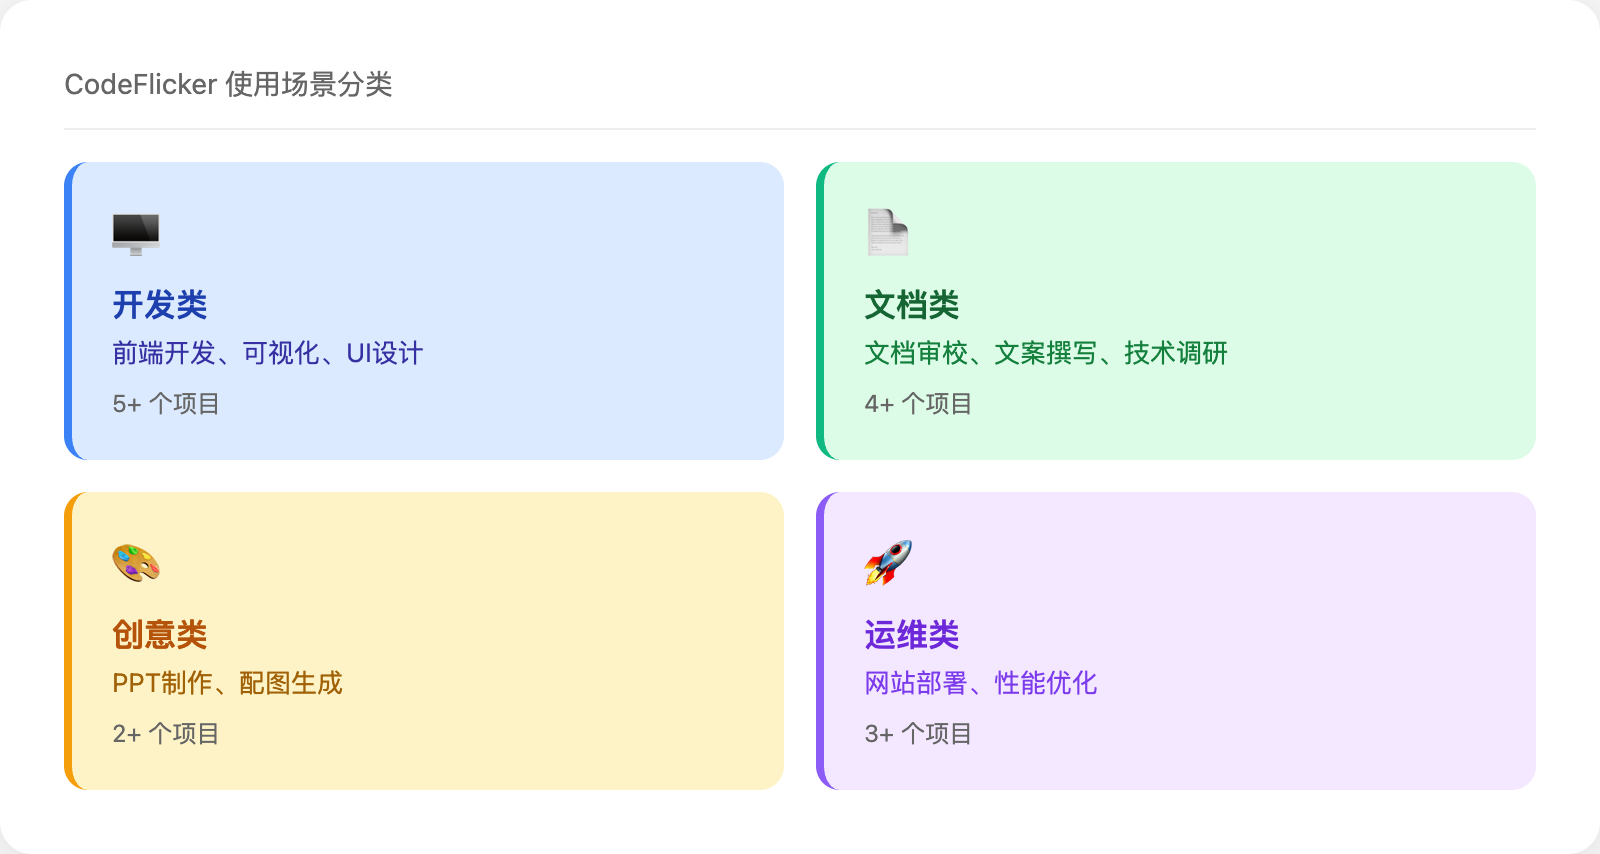 CodeFlicker 使用场景分类
开发类
前端开发、可视化、UI设计
5+ 个项目
文档类
文档审校、文案撰写、技术调研
4+ 个项目
创意类
PPT制作、配图生成
2+ 个项目
运维类
网站部署、性能优化
3+ 个项目